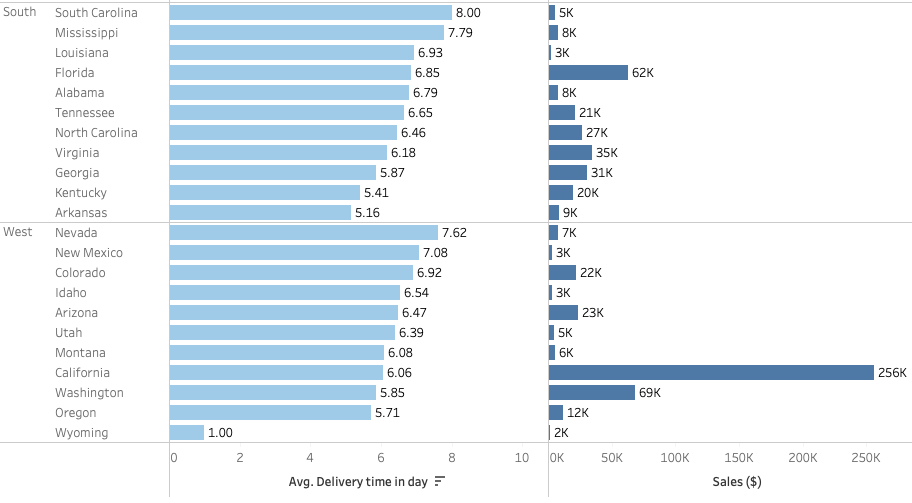 South South Carolina 8.00 5K
Mississippi 7.79 8K
Louisiana 6.93 3K
Florida 6.85 62K
Alabama 6.79 8K
Tennessee 6.65 21K
North Carolina 6.46 27K
Virginia 6.18 35K
Georgia 5.87 31K
Kentucky 5.41 20K
Arkansas 5.16 9K
West Nevada 7.62 7K
New Mexico 7.08 3K
Colorado 6.92 22K
Idaho 6.54 3K
Arizona 6.47 23K
Utah 6.39 5K
Montana 6.08 6K
California 6.06 256K
Washington 5.85 69K
Oregon 5.71 12K
Wyoming 1.00 2K
0 2 4 6 8 10 0K 50K 100K 150K 200K 250K
Avg. Delivery time in day Sales ($)